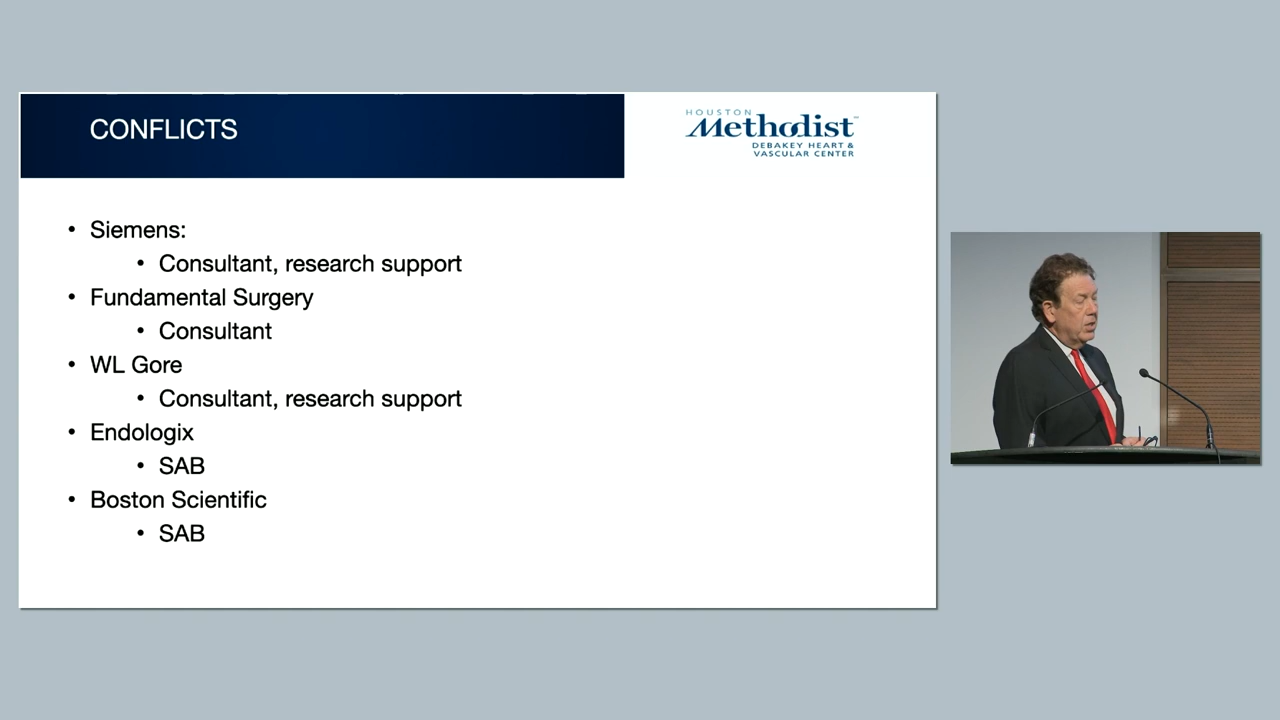 CONFLICTS
HOUSTON
Methodist
DEBAKEY HEART &
VASCULAR CENTER
• Siemens:
• Consultant, research support
• Fundamental Surgery
• Consultant
• WL Gore
• Consultant, research support
• Endologix
• SAB
• Boston Scientific
• SAB